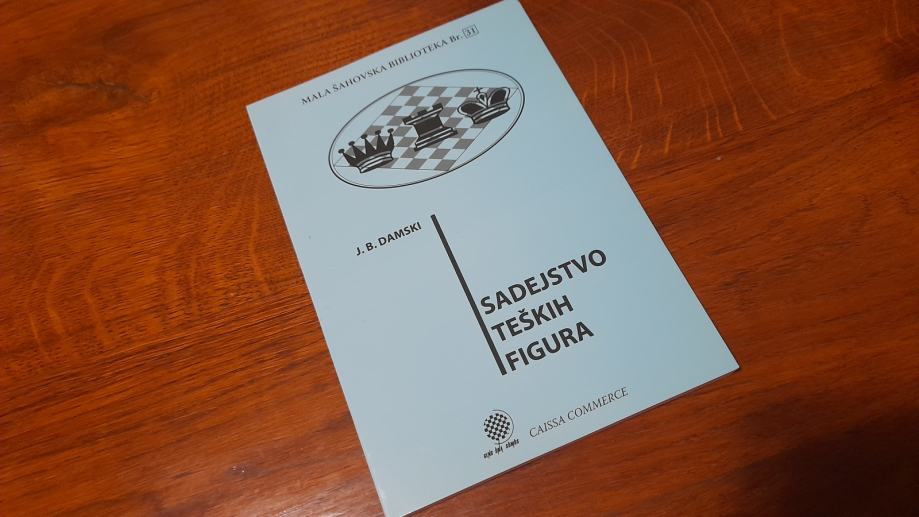 MALA ŠAHOVSKA BIBLIOTEKA Br. 31
J. B. DAMSKI
SADEJSTVO
TEŠKIH
FIGURA
CAISSA COMMERCE